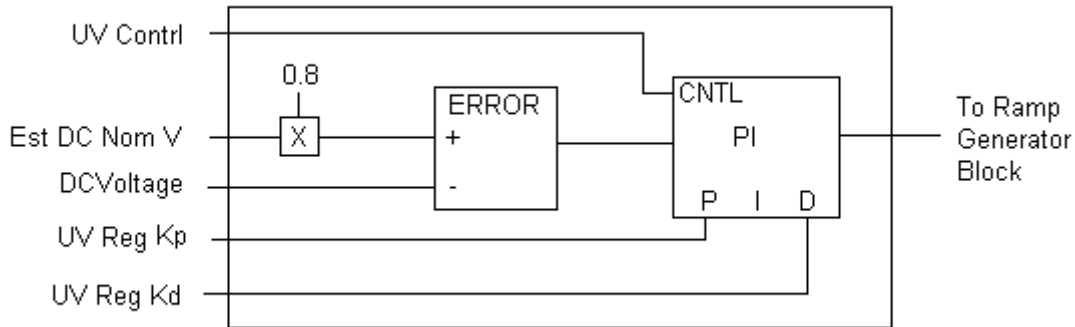 UV Contrl
0.8
Est DC Nom V
X
ERROR
+
-
DCVoltage
CNTL
PI
P I D
To Ramp
Generator
Block
UV Reg Kp
UV Reg Kd